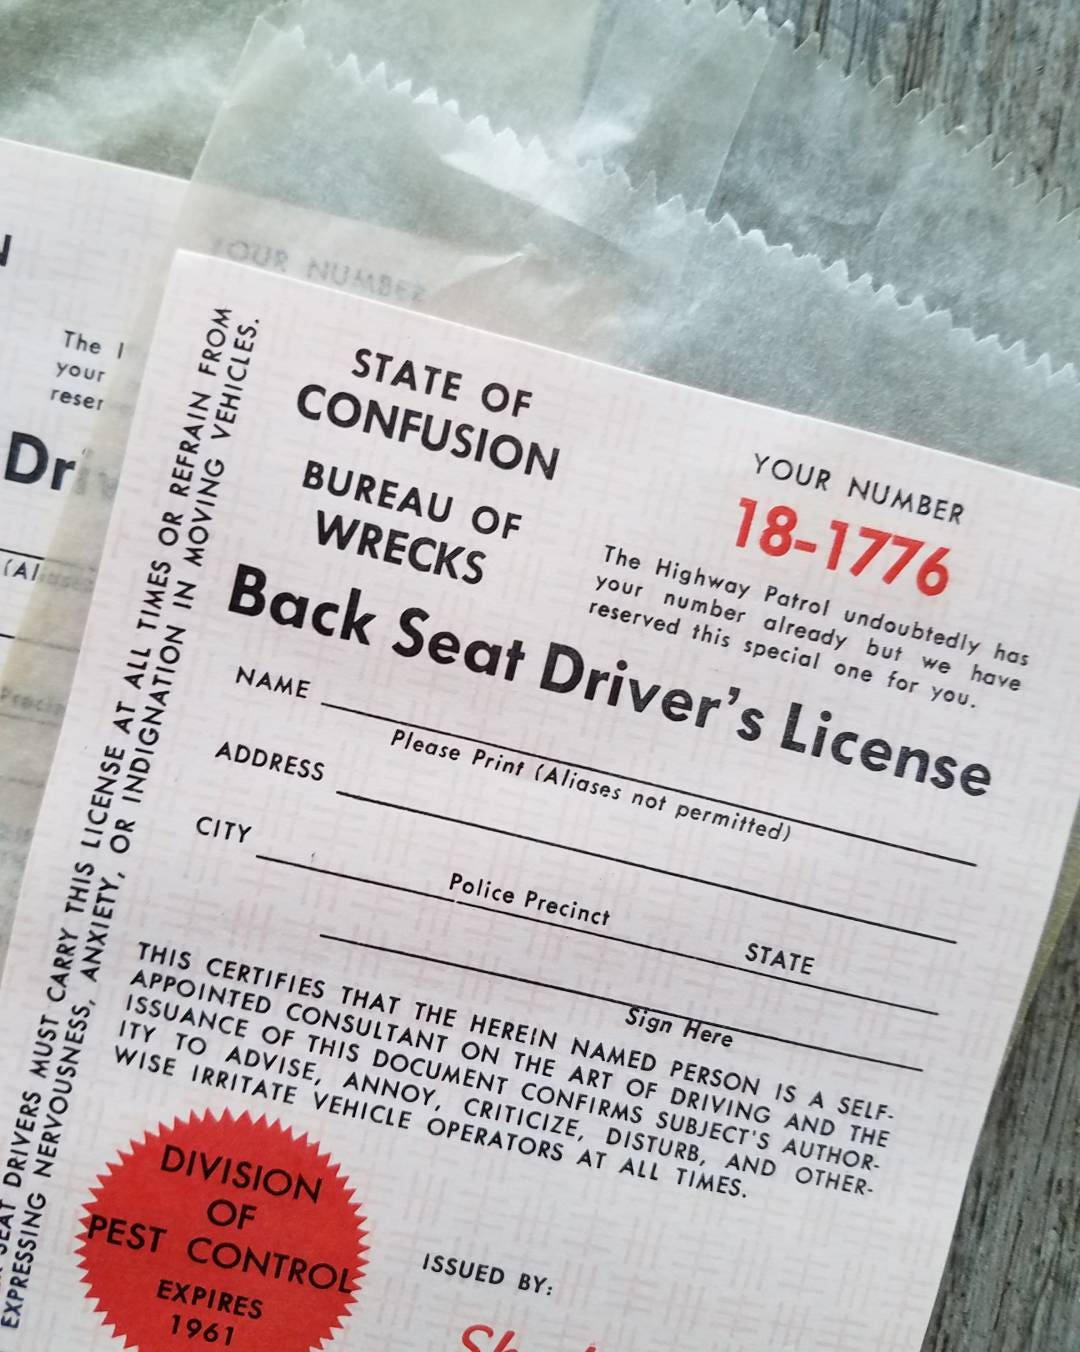 STATE OF
CONFUSION
BUREAU OF
WRECKS
YOUR NUMBER
18-1776
The Highway Patrol undoubtedly has
your number already but we have
reserved this special one for you.
Back Seat Driver's License
NAME
Please Print (Aliases not permitted)
ADDRESS
CITY
Police Precinct
STATE
Sign Here
THIS CERTIFIES THAT THE HEREIN NAMED PERSON IS A SELF-
APPOINTED CONSULTANT ON THE ART OF DRIVING AND THE
ISSUANCE OF THIS DOCUMENT CONFIRMS SUBJECT'S AUTHOR-
ITY TO ADVISE, ANNOY, CRITICIZE, DISTURB, AND OTHER-
WISE IRRITATE VEHICLE OPERATORS AT ALL TIMES.
DIVISION
OF
PEST CONTROL
EXPIRES
1961
ISSUED BY:
SEAT DRIVERS MUST CARRY THIS LICENSE AT ALL TIMES OR REFRAIN FROM
EXPRESSING NERVOUSNESS, ANXIETY, OR INDIGNATION IN MOVING VEHICLES.
YOUR NUMBER
The
your
reser
Driv
(Aliases
Precin